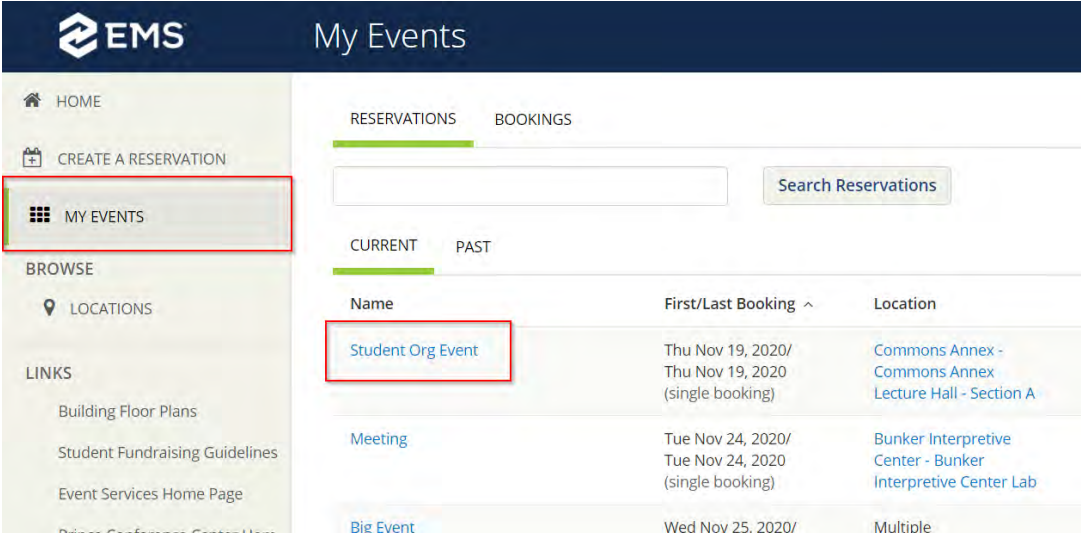 EMS
My Events
HOME
CREATE A RESERVATION
MY EVENTS
BROWSE
LOCATIONS
LINKS
Building Floor Plans
Student Fundraising Guidelines
Event Services Home Page
RESERVATIONS BOOKINGS
Search Reservations
CURRENT PAST
Name First/Last Booking Location
Student Org Event
Thu Nov 19, 2020/
Thu Nov 19, 2020
(single booking)
Commons Annex -
Commons Annex
Lecture Hall - Section A
Meeting
Tue Nov 24, 2020/
Tue Nov 24, 2020
(single booking)
Bunker Interpretive
Center - Bunker
Interpretive Center Lab
Big Event Wed Nov 25, 2020/ Multiple